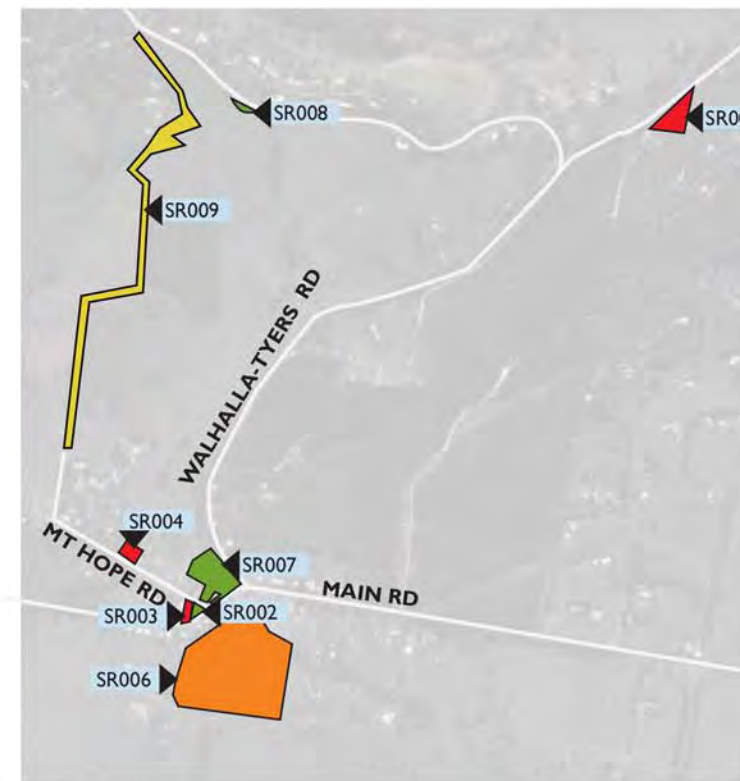 SR008
SR009
WALHALLA-TYERS RD
SR004
MT HOPE RD
SR007
MAIN RD
SR003
SR002
SR006